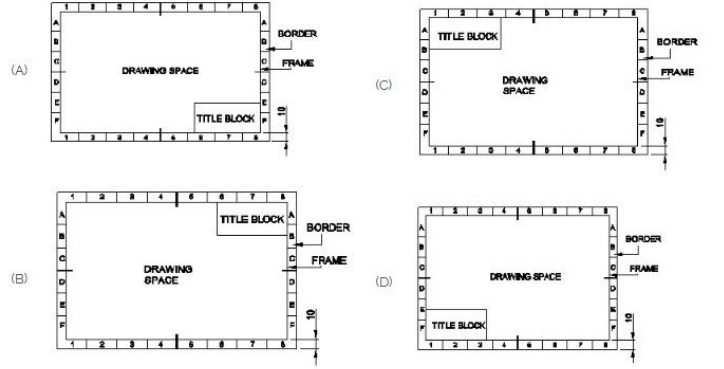 (A)
1 2 3 4 5 6 7 8
A A
B B BORDER
C C FRAME
DRAWING SPACE
D D
E E
F TITLE BLOCK F 10
1 2 3 4 5 6 7 8
(B)
1 2 3 4 5 6 7 8
A TITLE BLOCK A
B B BORDER
C C FRAME
DRAWING
SPACE
D D
E E
F F 10
1 2 3 4 5 6 7 8
(C)
1 2 3 4 5 6 7 8
A TITLE BLOCK A
B B BORDER
C C FRAME
DRAWING
SPACE
D D
E E
F F 10
1 2 3 4 5 6 7 8
(D)
1 2 3 4 5 6 7 8
A A
B B BORDER
C C FRAME
DRAWING SPACE
D D
E E
F TITLE BLOCK F 10
1 2 3 4 5 6 7 8